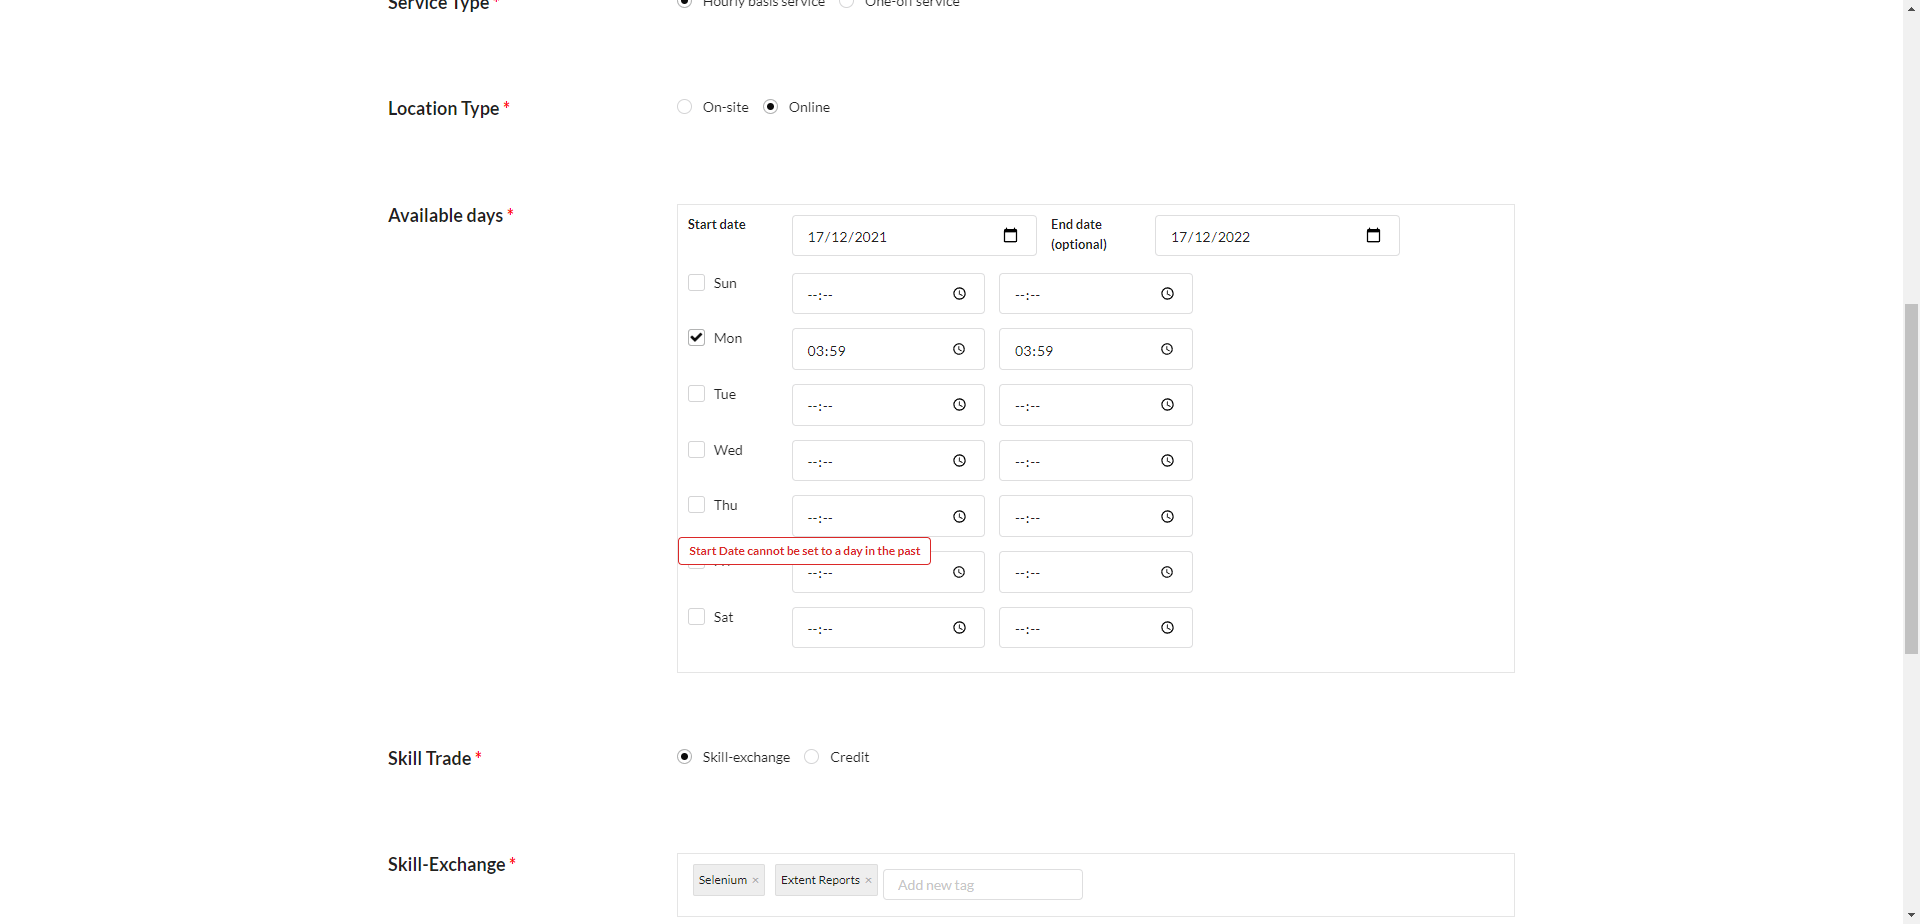 Service Type *
Hourly basis service One-off service
Location Type *
On-site Online
Available days *
Start date 17/12/2021 End date (optional) 17/12/2022
Sun --:-- --:--
Mon 03:59 03:59
Tue --:-- --:--
Wed --:-- --:--
Thu --:-- --:--
Start Date cannot be set to a day in the past
--:-- --:--
Sat --:-- --:--
Skill Trade *
Skill-exchange Credit
Skill-Exchange *
Selenium × Extent Reports × Add new tag